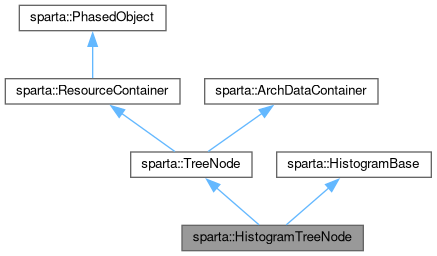 sparta::PhasedObject
sparta::ResourceContainer
sparta::ArchDataContainer
sparta::TreeNode
sparta::HistogramBase
sparta::HistogramTreeNode